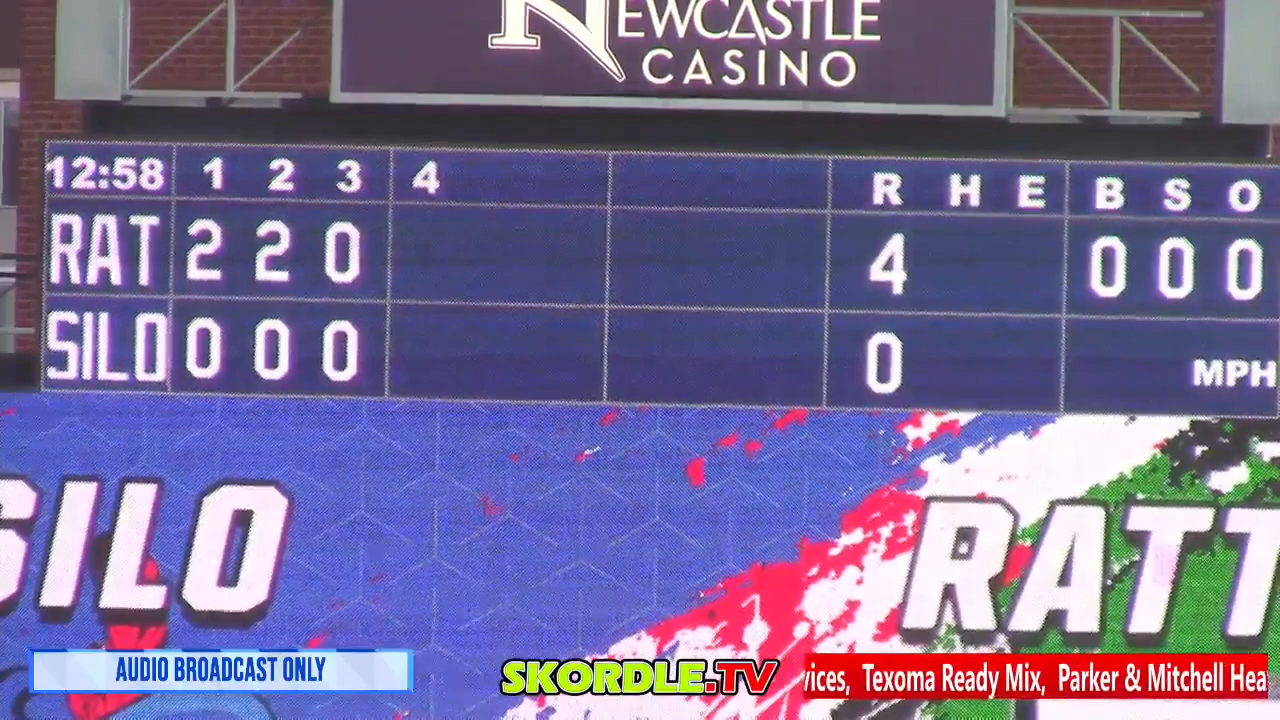 NEWCASTLE
CASINO
12:58 1 2 3 4 R H E B S O
RAT 2 2 0 4 0 0 0
SILO 0 0 0 0 MPH
SILO RATT
AUDIO BROADCAST ONLY
SKORDLE.TV
vices, Texoma Ready Mix, Parker & Mitchell Hea